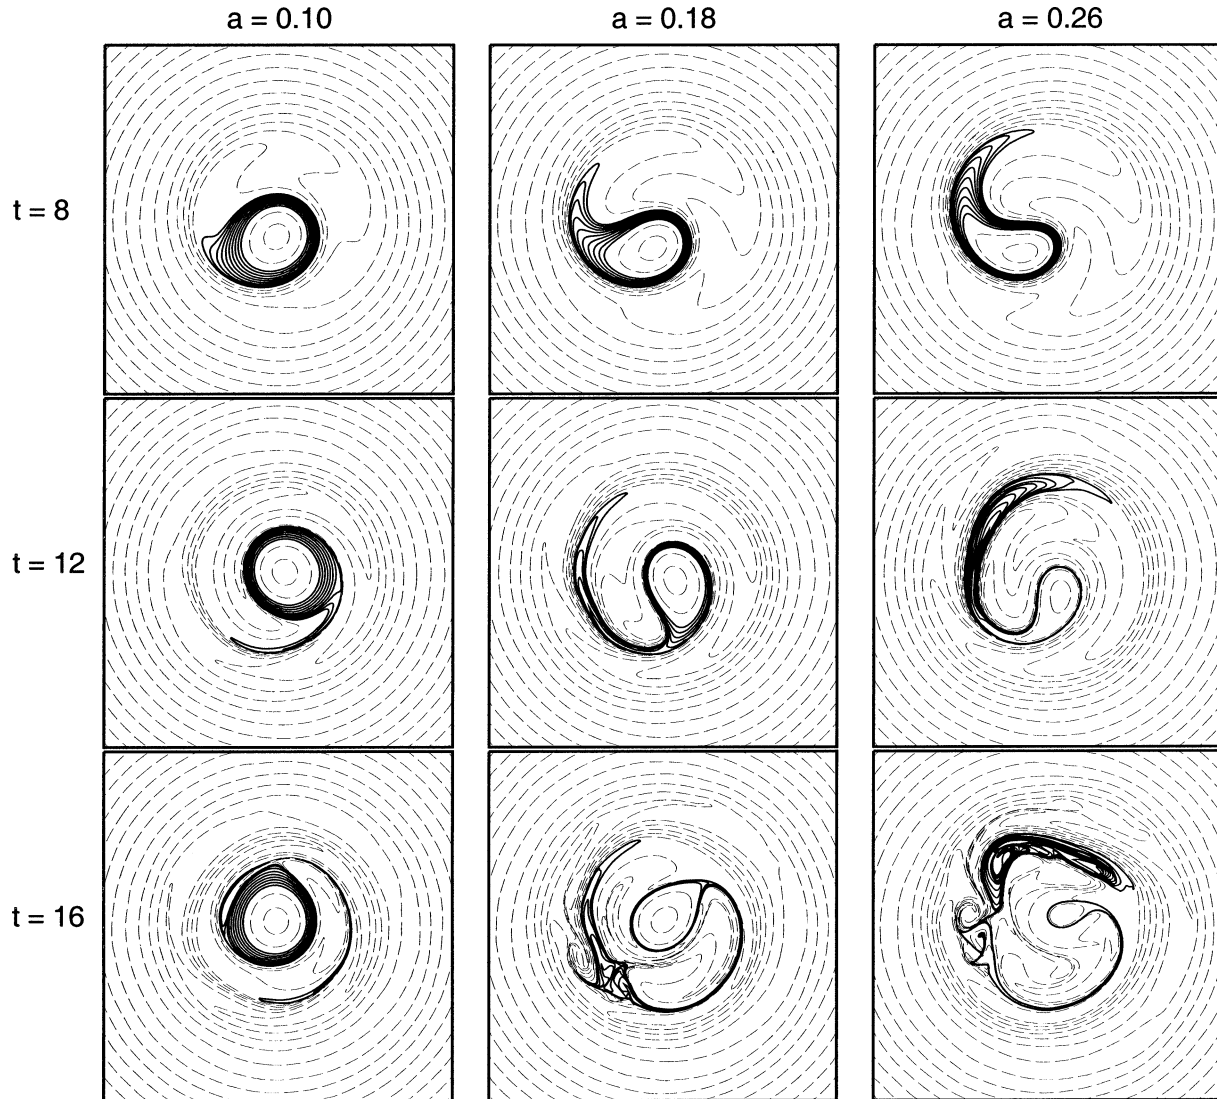 a = 0.10
a = 0.18
a = 0.26
t = 8
t = 12
t = 16